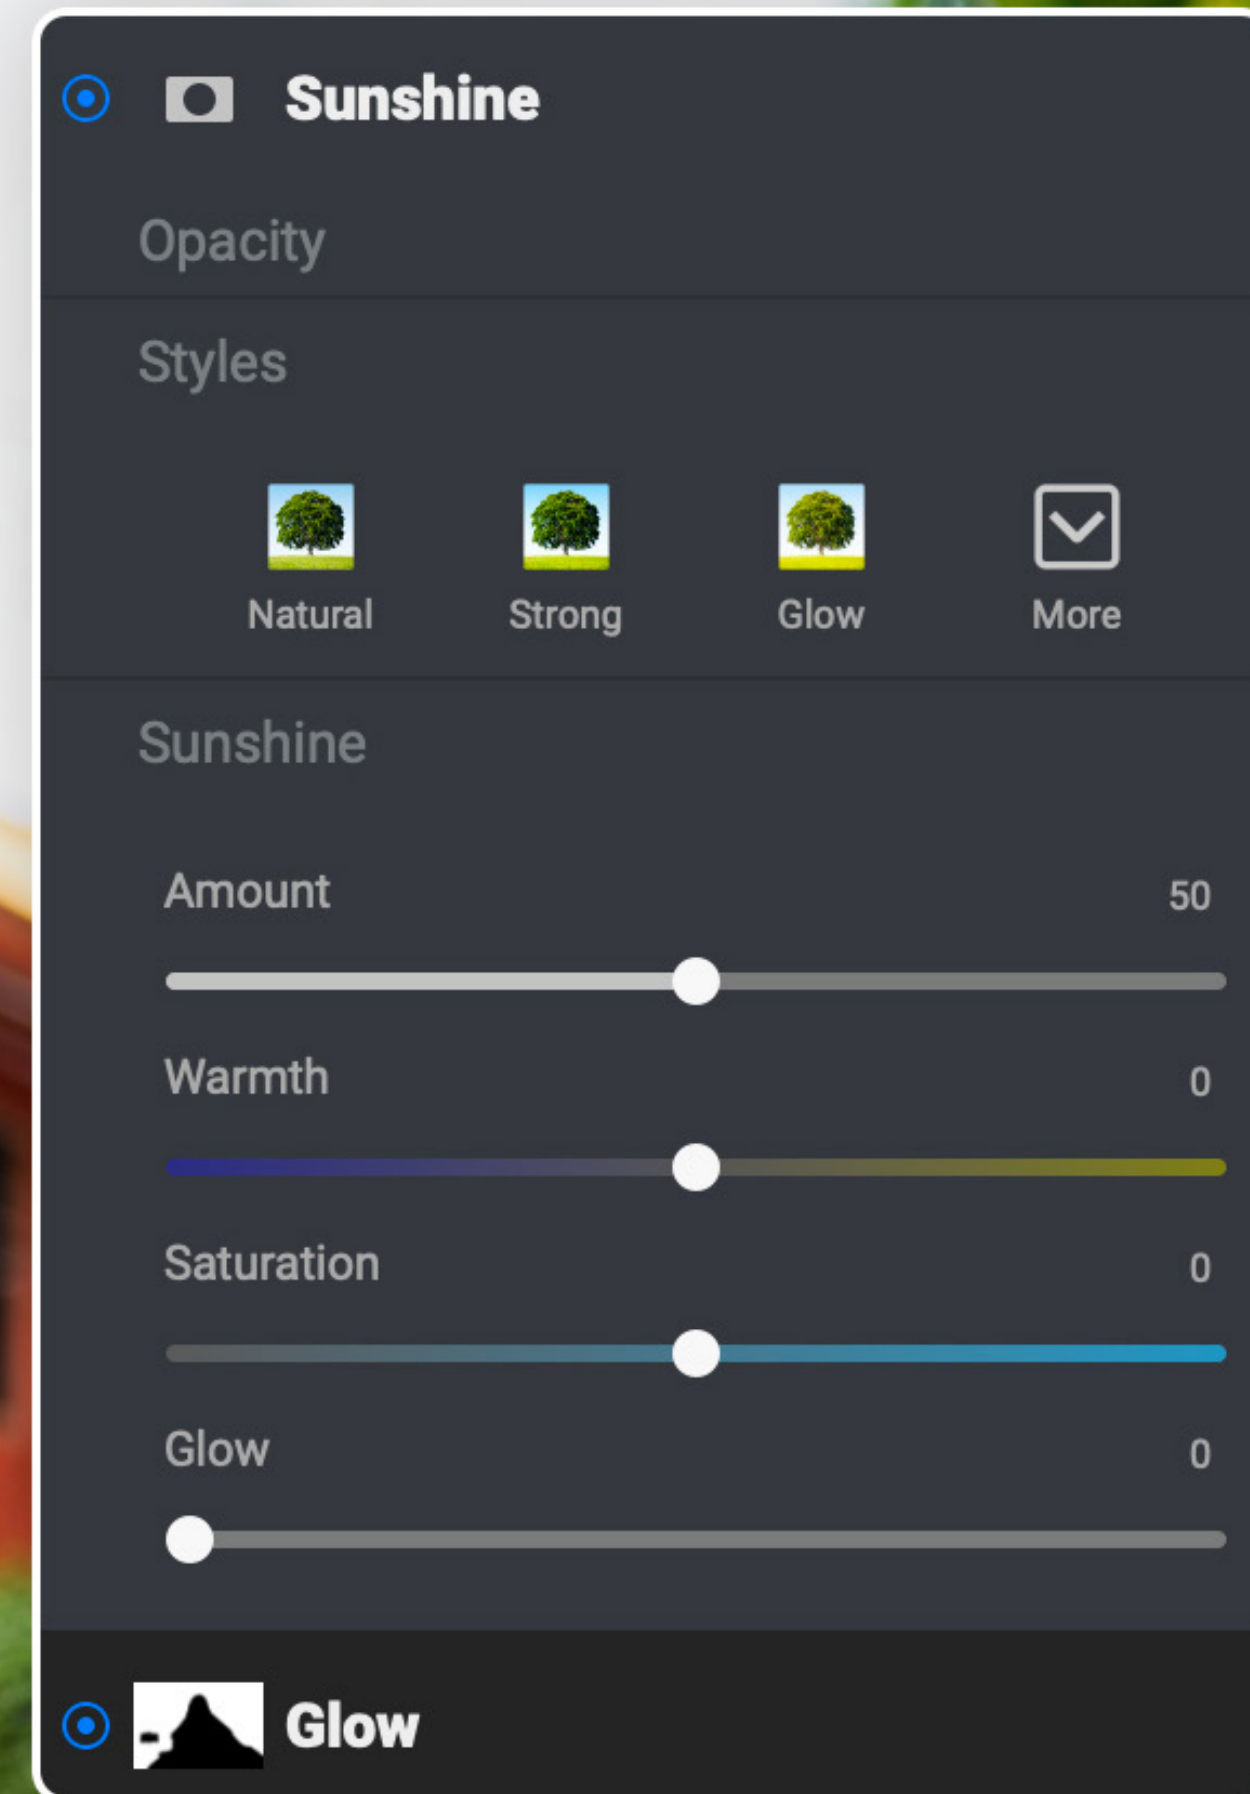 Sunshine
Opacity
Styles
Natural Strong Glow More
Sunshine
Amount 50
Warmth 0
Saturation 0
Glow 0
Glow